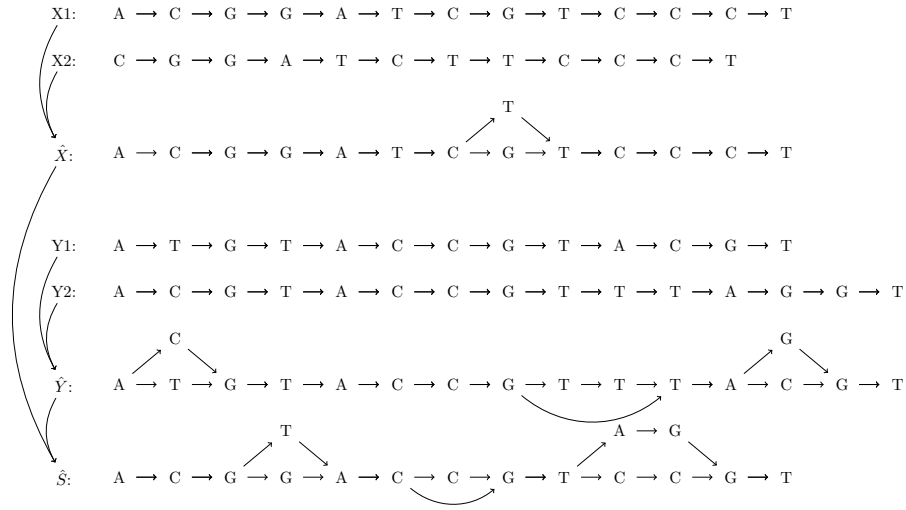 X1: A → C → G → G → A → T → C → G → T → C → C → C → T
X2: C → G → G → A → T → C → T → T → C → C → C → T
T
X̂: A → C → G → G → A → T → C → G → T → C → C → C → T
Y1: A → T → G → T → A → C → C → G → T → A → C → G → T
Y2: A → C → G → T → A → C → C → G → T → T → T → A → G → G → T
C G
Ŷ: A → T → G → T → A → C → C → G → T → T → T → A → C → G → T
T A → G
Ŝ: A → C → G → G → A → C → C → G → T → C → C → G → T